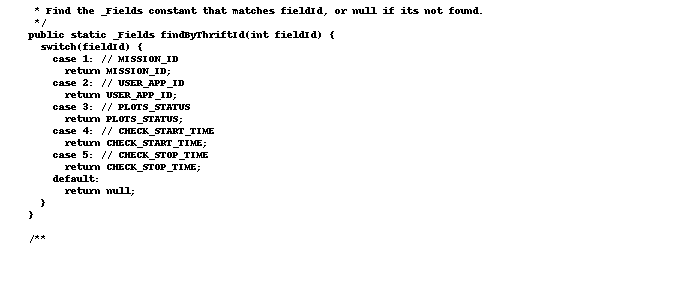 * Find the _Fields constant that matches fieldId, or null if its not found.
*/
public static _Fields findByThriftId(int fieldId) {
switch(fieldId) {
case 1: // MISSION_ID
return MISSION_ID;
case 2: // USER_APP_ID
return USER_APP_ID;
case 3: // PLOTS_STATUS
return PLOTS_STATUS;
case 4: // CHECK_START_TIME
return CHECK_START_TIME;
case 5: // CHECK_STOP_TIME
return CHECK_STOP_TIME;
default:
return null;
}
}
/**